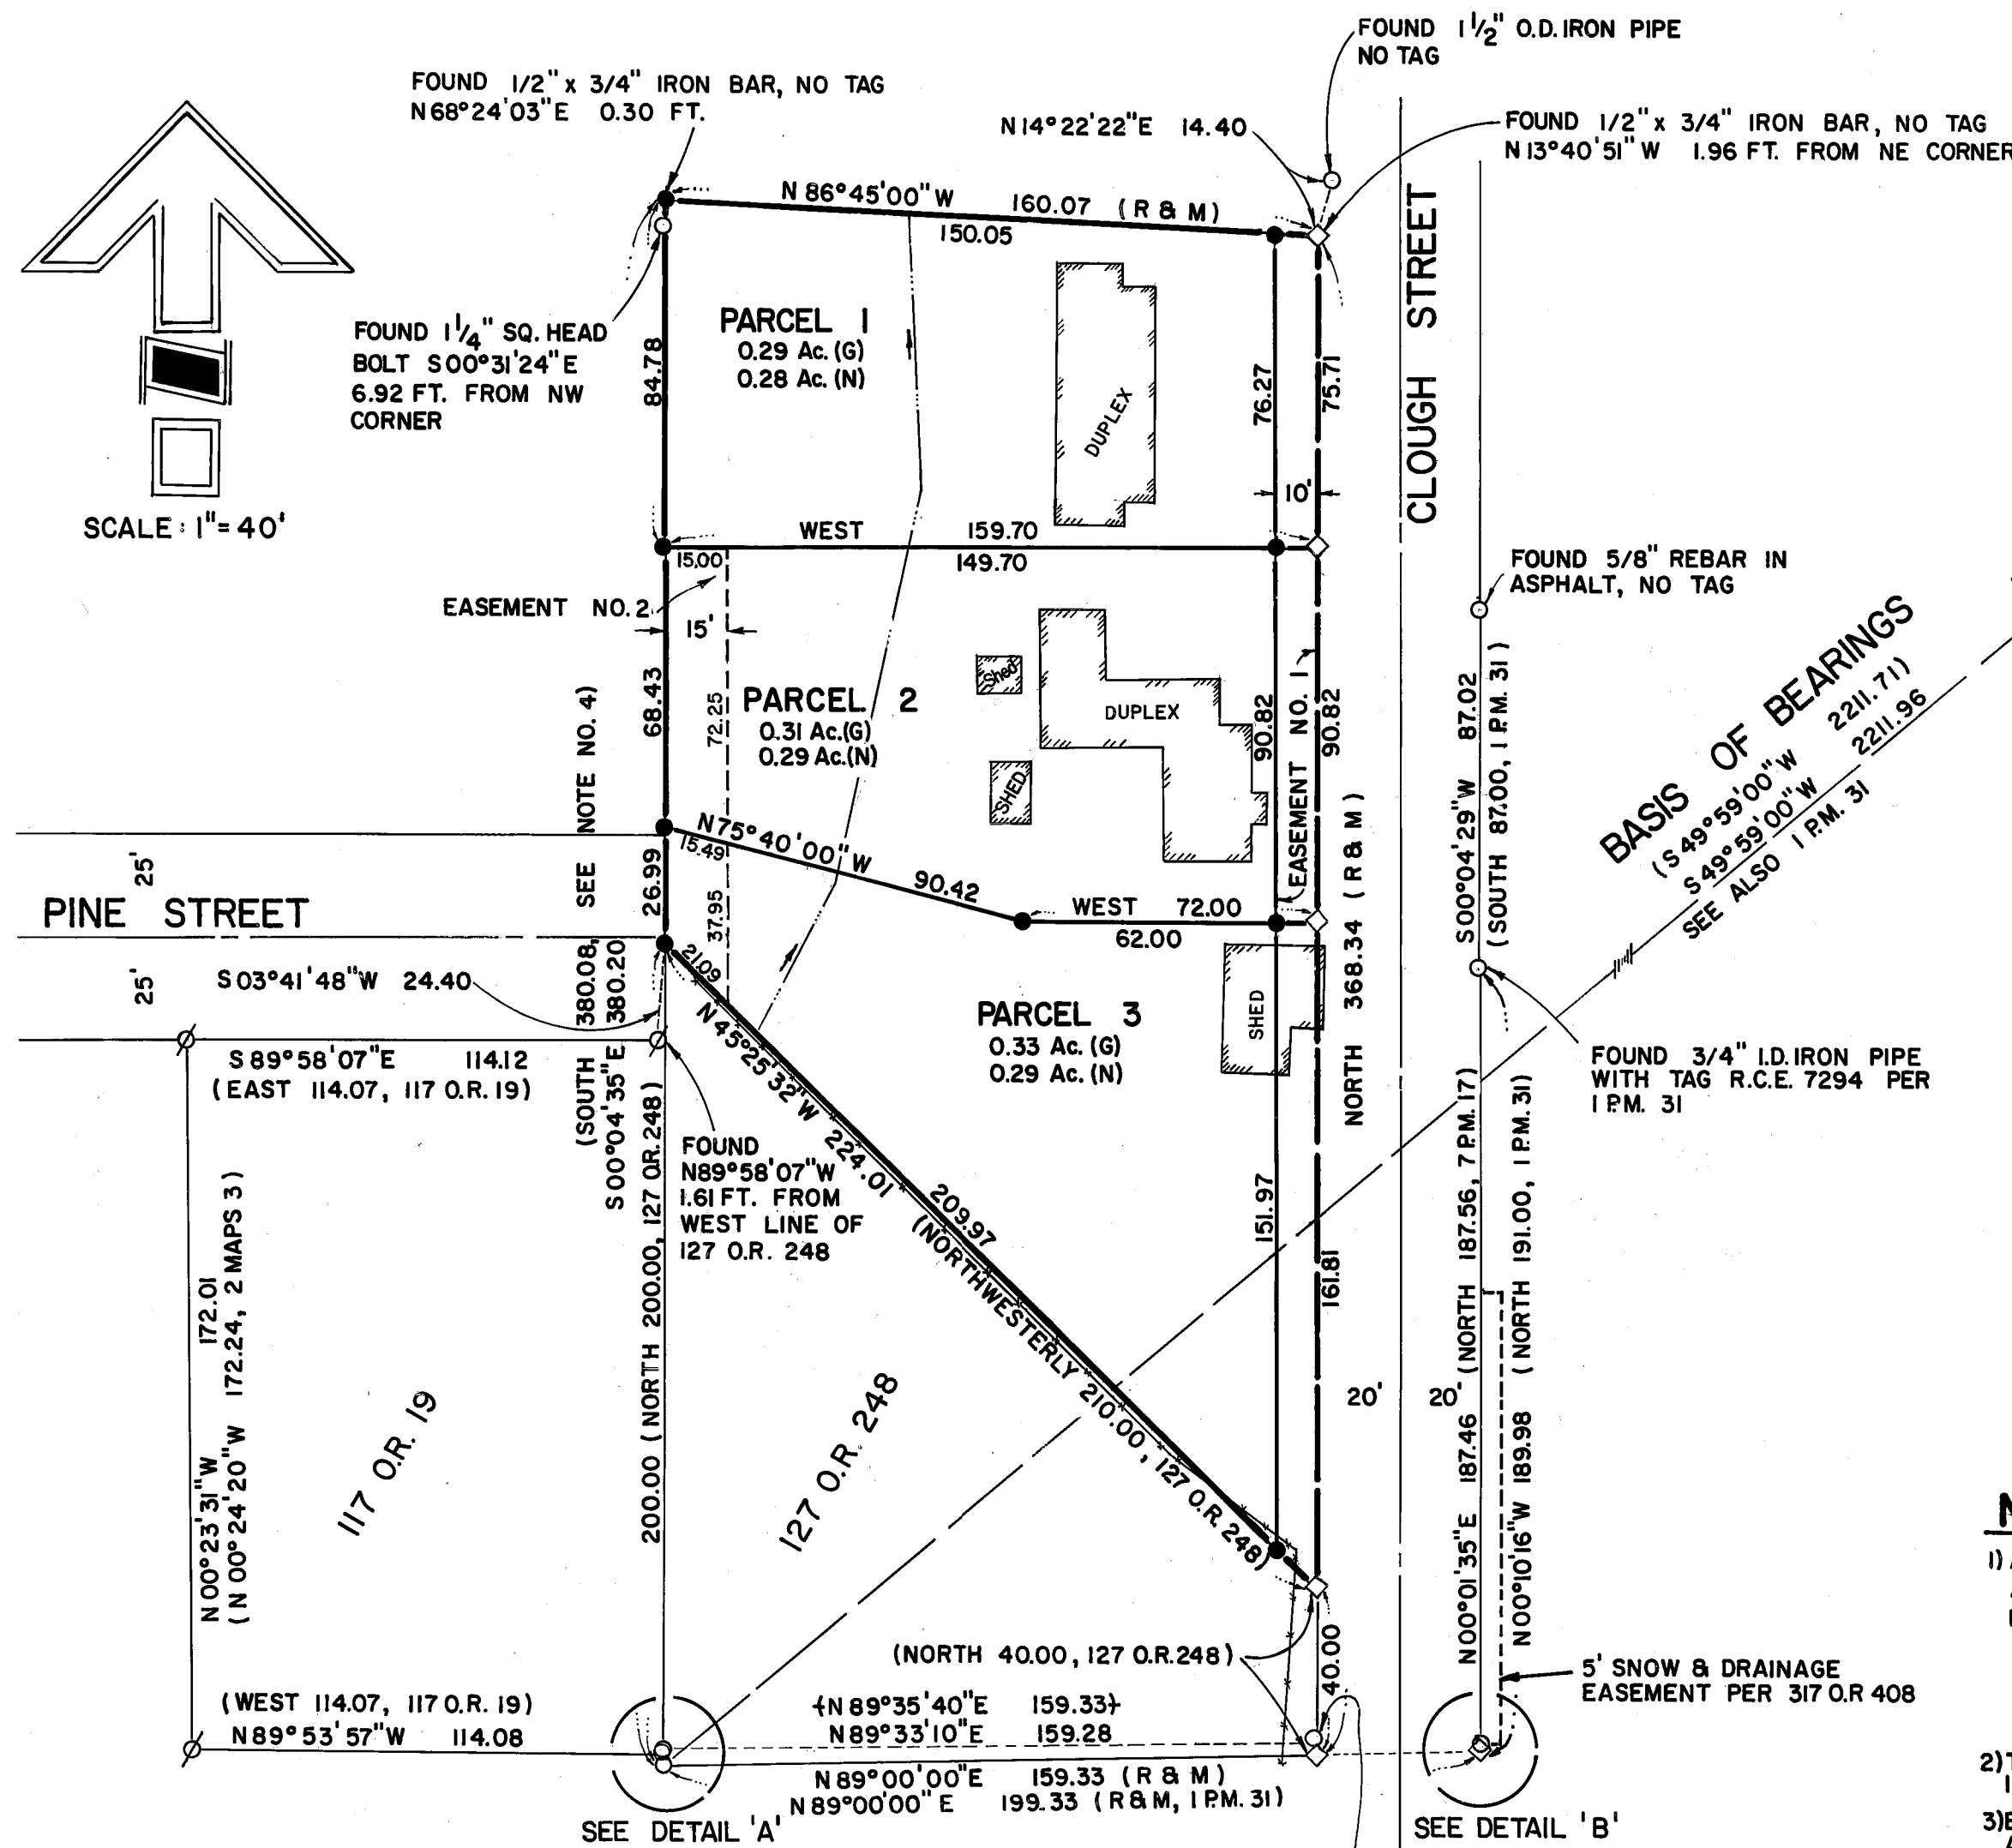 FOUND 1 1/2" O.D. IRON PIPE
NO TAG
FOUND 1/2" x 3/4" IRON BAR, NO TAG
N68°24'03"E 0.30 FT.
N14°22'22"E 14.40
FOUND 1/2" x 3/4" IRON BAR, NO TAG
N13°40'51"W 1.96 FT. FROM NE CORNER
N 86°45'00"W 160.07 (R & M)
150.05
SCALE: 1"=40'
FOUND 1 1/4" SQ. HEAD
BOLT S00°31'24"E
6.92 FT. FROM NW
CORNER
84.78
PARCEL 1
0.29 Ac. (G)
0.28 Ac. (N)
DUPLEX
76.27
75.71
10'
CLOUGH STREET
WEST 159.70
149.70
15.00
EASEMENT NO. 2
15'
68.43
72.25
PARCEL 2
0.31 Ac.(G)
0.29 Ac.(N)
Shed
SHED
DUPLEX
90.82
EASEMENT NO. 1
90.82
FOUND 5/8" REBAR IN
ASPHALT, NO TAG
S00°04'29"W 87.02
(SOUTH 87.00, 1 P.M. 31)
BASIS OF BEARINGS
(S49°59'00"W 2211.71)
S49°59'00"W 2211.96
SEE ALSO 1 P.M. 31
(SOUTH 380.08, SEE NOTE NO. 4)
S00°04'35"E 380.20
N75°40'00"W
90.42
15.49
26.99
37.95
WEST 72.00
62.00
NORTH 368.34 (R & M)
25'
PINE STREET
25'
S03°41'48"W 24.40
21.09
PARCEL 3
0.33 Ac. (G)
0.29 Ac. (N)
SHED
FOUND 3/4" I.D. IRON PIPE
WITH TAG R.C.E. 7294 PER
1 P.M. 31
S89°58'07"E 114.12
(EAST 114.07, 117 O.R. 19)
N45°25'32"W 224.01
209.97
(NORTHWESTERLY 210.00, 127 O.R. 248)
FOUND
N89°58'07"W
1.61 FT. FROM
WEST LINE OF
127 O.R. 248
151.97
161.81
N00°23'31"W 172.01
(N00°24'20"W 172.24, 2 MAPS 3)
117 O.R. 19
200.00 (NORTH 200.00, 127 O.R. 248)
127 O.R. 248
20'
20'
N00°01'35"E 187.46 (NORTH 187.56, 7 P.M. 17)
N00°10'16"W 189.98 (NORTH 191.00, 1 P.M. 31)
(NORTH 40.00, 127 O.R. 248)
40.00
5' SNOW & DRAINAGE
EASEMENT PER 317 O.R 408
(WEST 114.07, 117 O.R. 19)
N89°53'57"W 114.08
{N89°35'40"E 159.33}
N89°33'10"E 159.28
N89°00'00"E 159.33 (R & M)
N89°00'00"E 199.33 (R & M, 1 P.M. 31)
SEE DETAIL 'A'
SEE DETAIL 'B'
1)
2)
3)